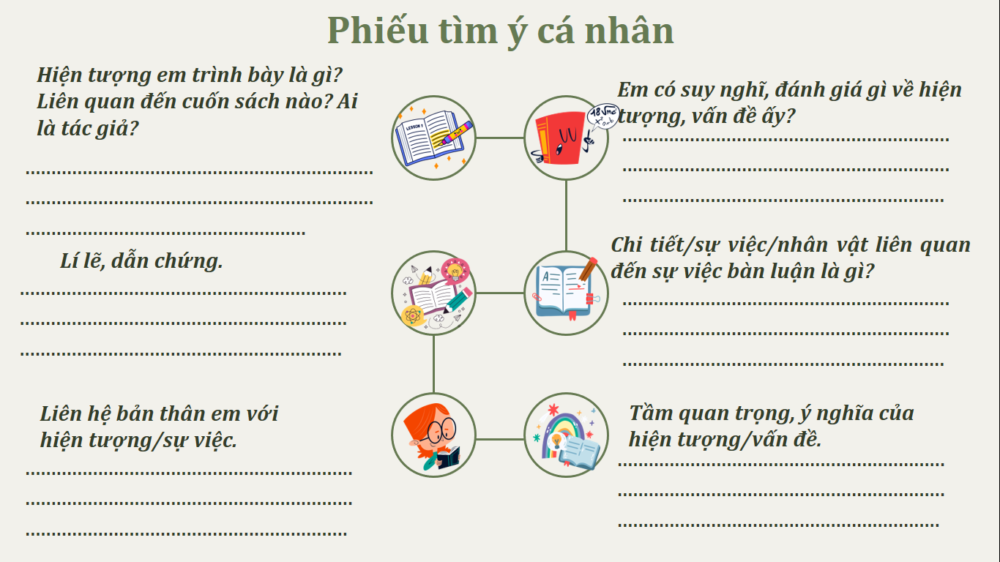 Phiếu tìm ý cá nhân
Hiện tượng em trình bày là gì?
Liên quan đến cuốn sách nào? Ai
là tác giả?
Em có suy nghĩ, đánh giá gì về hiện
tượng, vấn đề ấy?
LESSON 1
Lí lẽ, dẫn chứng.
Chi tiết/sự việc/nhân vật liên quan
đến sự việc bàn luận là gì?
A
Liên hệ bản thân em với
hiện tượng/sự việc.
Tầm quan trọng, ý nghĩa của
hiện tượng/vấn đề.